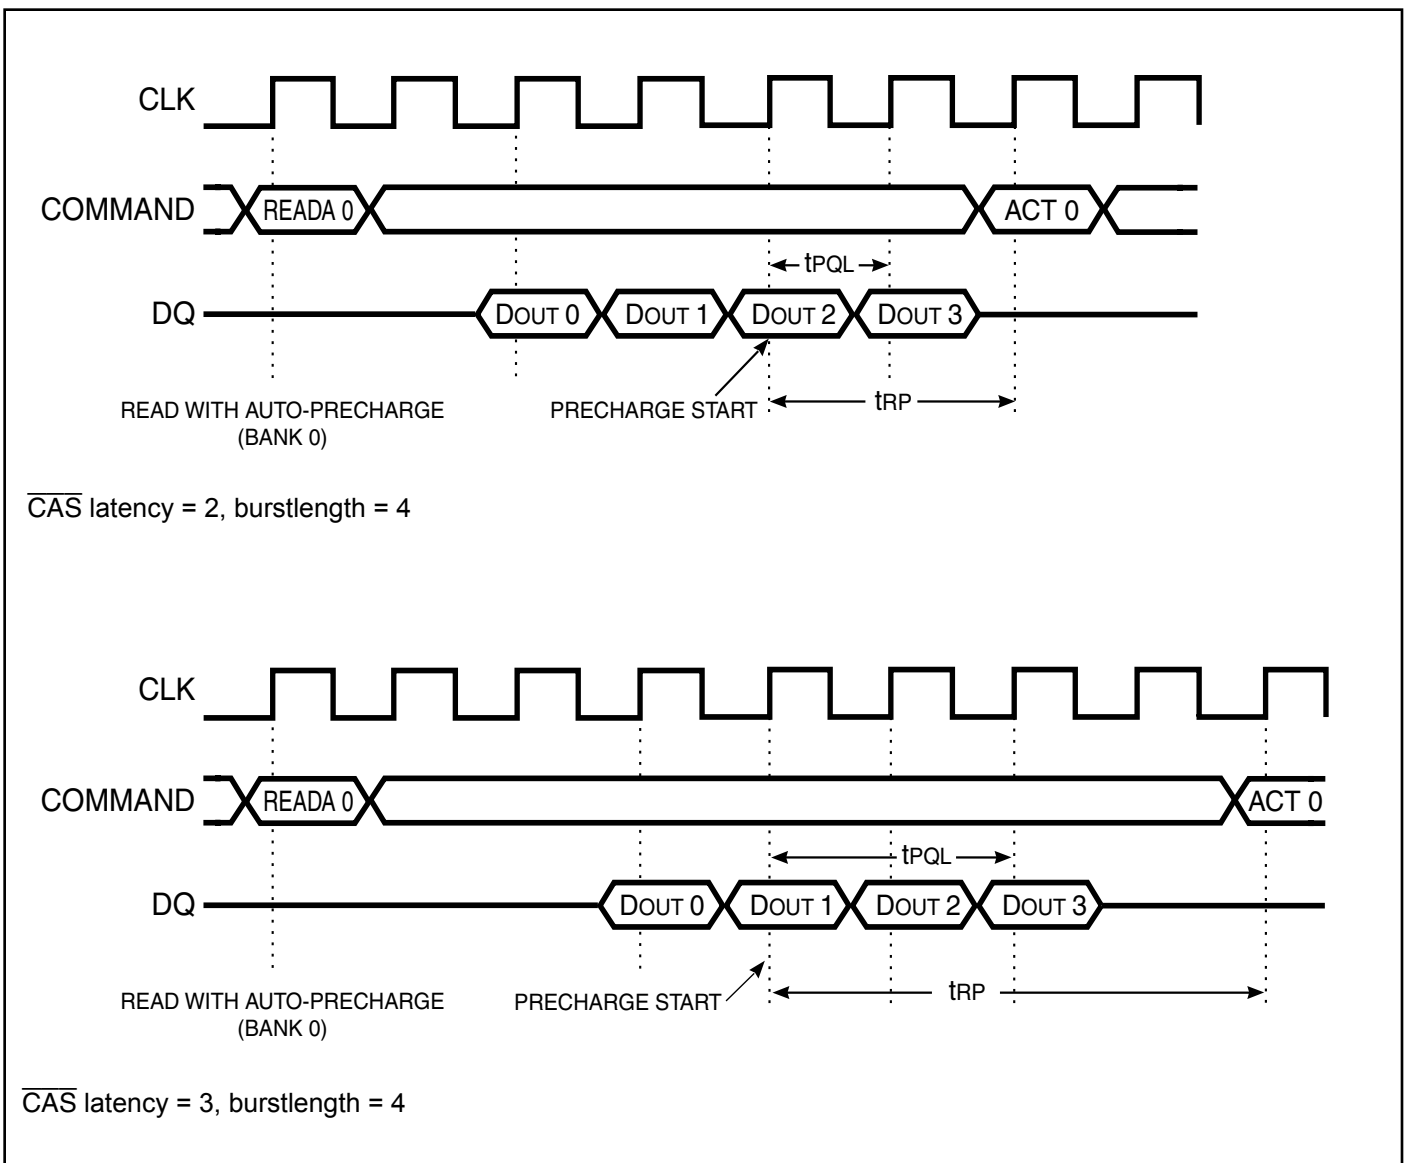 CLK
COMMAND READA 0 ACT 0
tPQL
DQ DOUT 0 DOUT 1 DOUT 2 DOUT 3
READ WITH AUTO-PRECHARGE PRECHARGE START tRP
(BANK 0)
CAS latency = 2, burstlength = 4
CLK
COMMAND READA 0 ACT 0
tPQL
DQ DOUT 0 DOUT 1 DOUT 2 DOUT 3
READ WITH AUTO-PRECHARGE PRECHARGE START tRP
(BANK 0)
CAS latency = 3, burstlength = 4